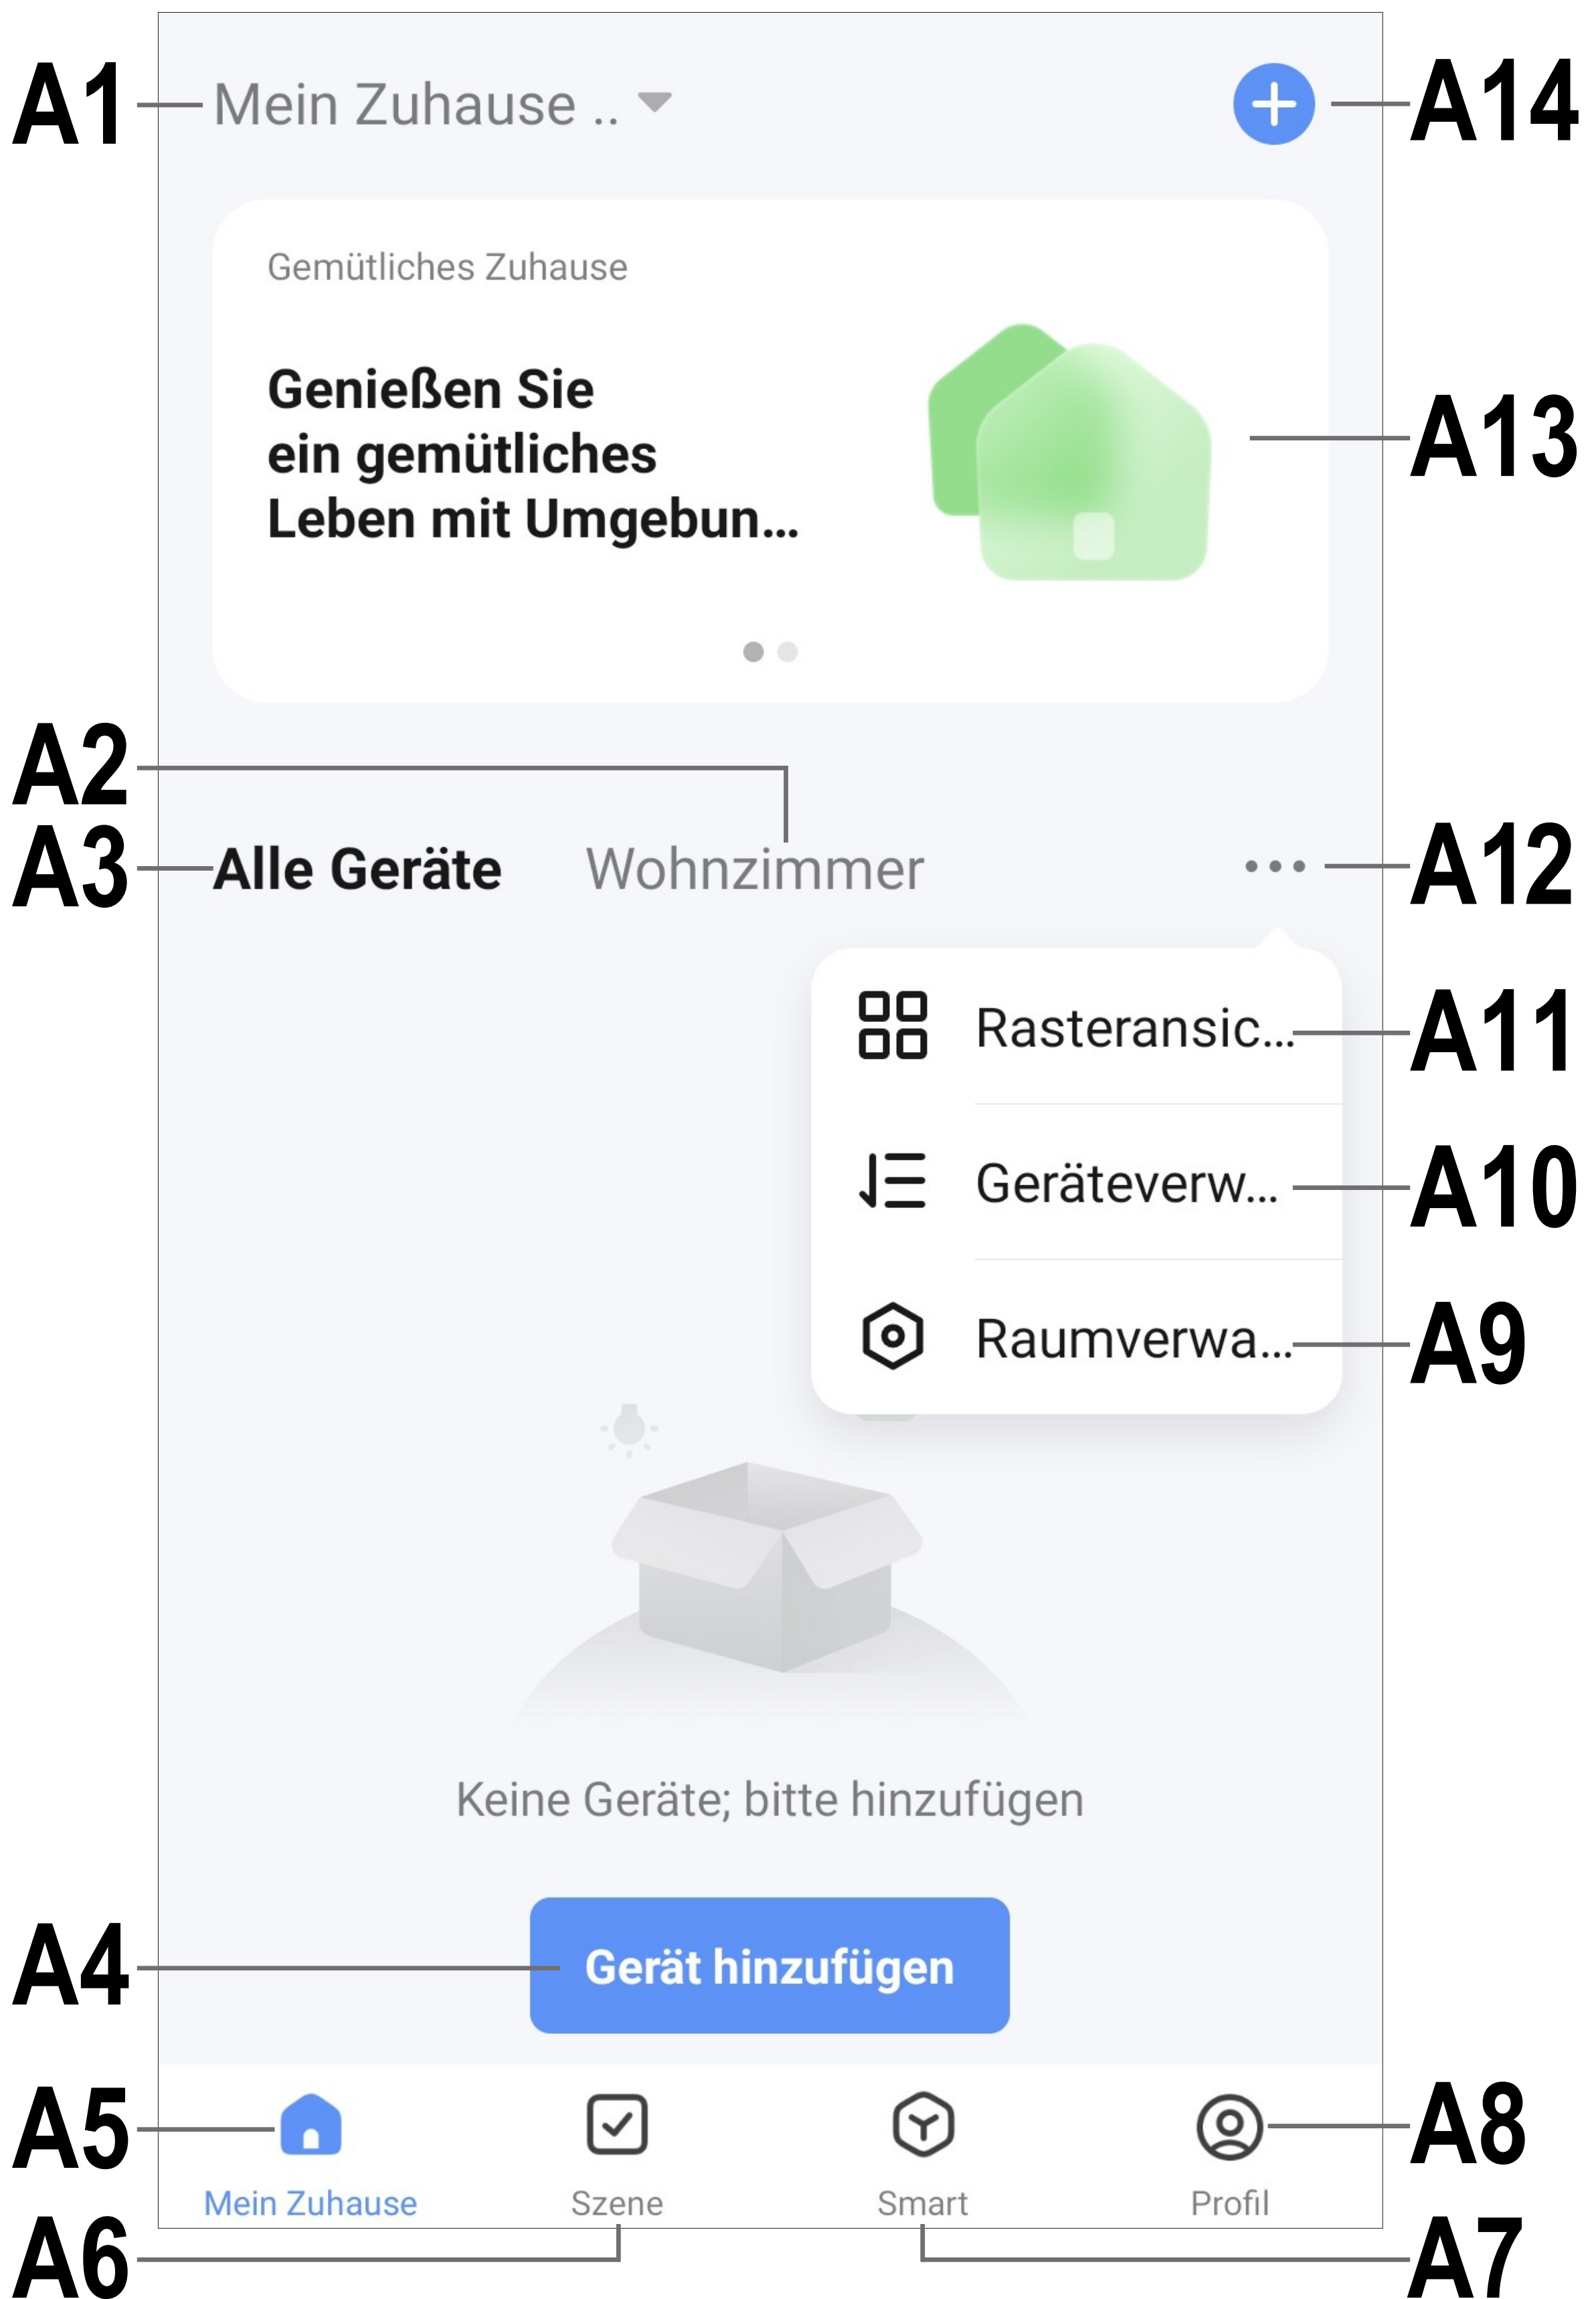 A1
Mein Zuhause ..
A14
Gemütliches Zuhause
Genießen Sie
ein gemütliches
Leben mit Umgebun...
A13
A2
A3
Alle Geräte
Wohnzimmer
A12
Rasteransic...
A11
Geräteverw...
A10
Raumverwa...
A9
Keine Geräte; bitte hinzufügen
A4
Gerät hinzufügen
A5
A8
Mein Zuhause
Szene
Smart
Profil
A6
A7